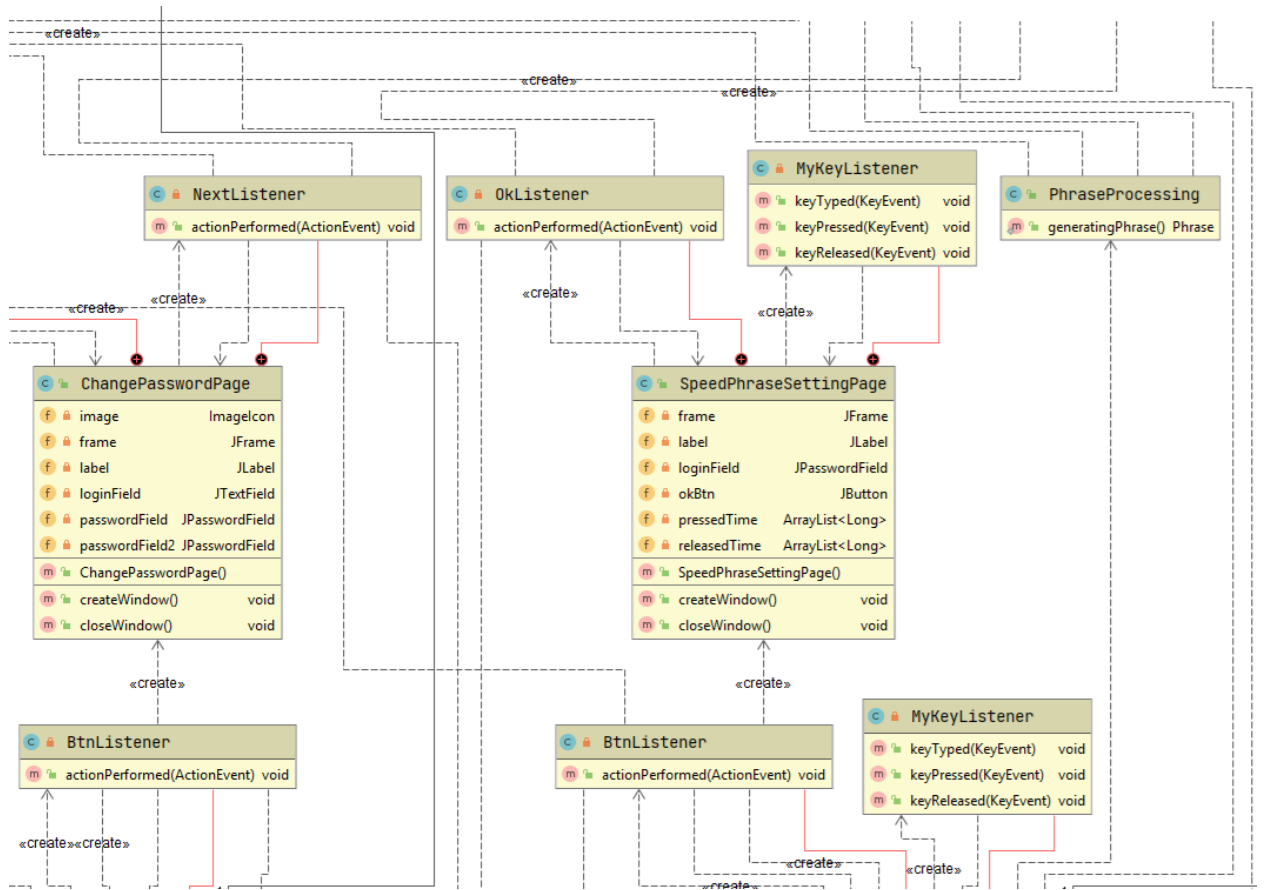 «create»
«create»
«create»
NextListener
actionPerformed(ActionEvent) void
OkListener
actionPerformed(ActionEvent) void
MyKeyListener
keyTyped(KeyEvent) void
keyPressed(KeyEvent) void
keyReleased(KeyEvent) void
PhraseProcessing
generatingPhrase() Phrase
«create»
«create»
«create»
«create»
ChangePasswordPage
image ImageIcon
frame JFrame
label JLabel
loginField JTextField
passwordField JPasswordField
passwordField2 JPasswordField
ChangePasswordPage()
createWindow() void
closeWindow() void
SpeedPhraseSettingPage
frame JFrame
label JLabel
loginField JPasswordField
okBtn JButton
pressedTime ArrayList<Long>
releasedTime ArrayList<Long>
SpeedPhraseSettingPage()
createWindow() void
closeWindow() void
«create»
«create»
BtnListener
actionPerformed(ActionEvent) void
BtnListener
actionPerformed(ActionEvent) void
MyKeyListener
keyTyped(KeyEvent) void
keyPressed(KeyEvent) void
keyReleased(KeyEvent) void
«create»«create»
«create»
«create»
«create»